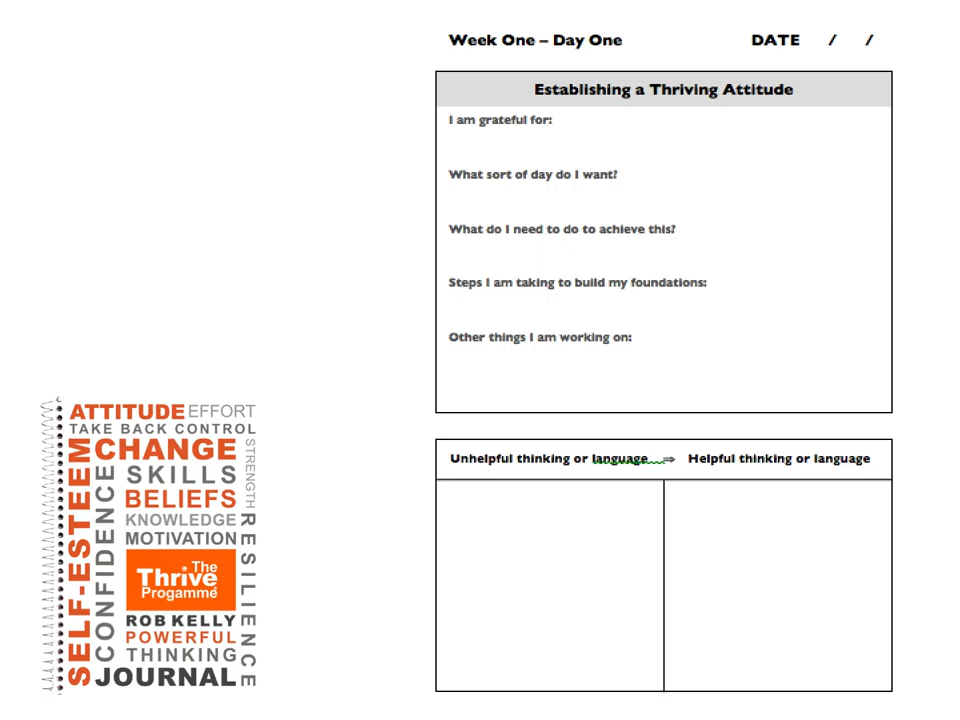 Week One – Day One
DATE / /
Establishing a Thriving Attitude
I am grateful for:
What sort of day do I want?
What do I need to do to achieve this?
Steps I am taking to build my foundations:
Other things I am working on:
Unhelpful thinking or language ⇒ Helpful thinking or language
ATTITUDE EFFORT
TAKE BACK CONTROL
SELF-ESTEEM
CONFIDENCE
CHANGE
STRENGTH
SKILLS
BELIEFS
KNOWLEDGE
MOTIVATION
RESILIENCE
The
Thrive
Progamme
ROB KELLY
POWERFUL
THINKING
JOURNAL